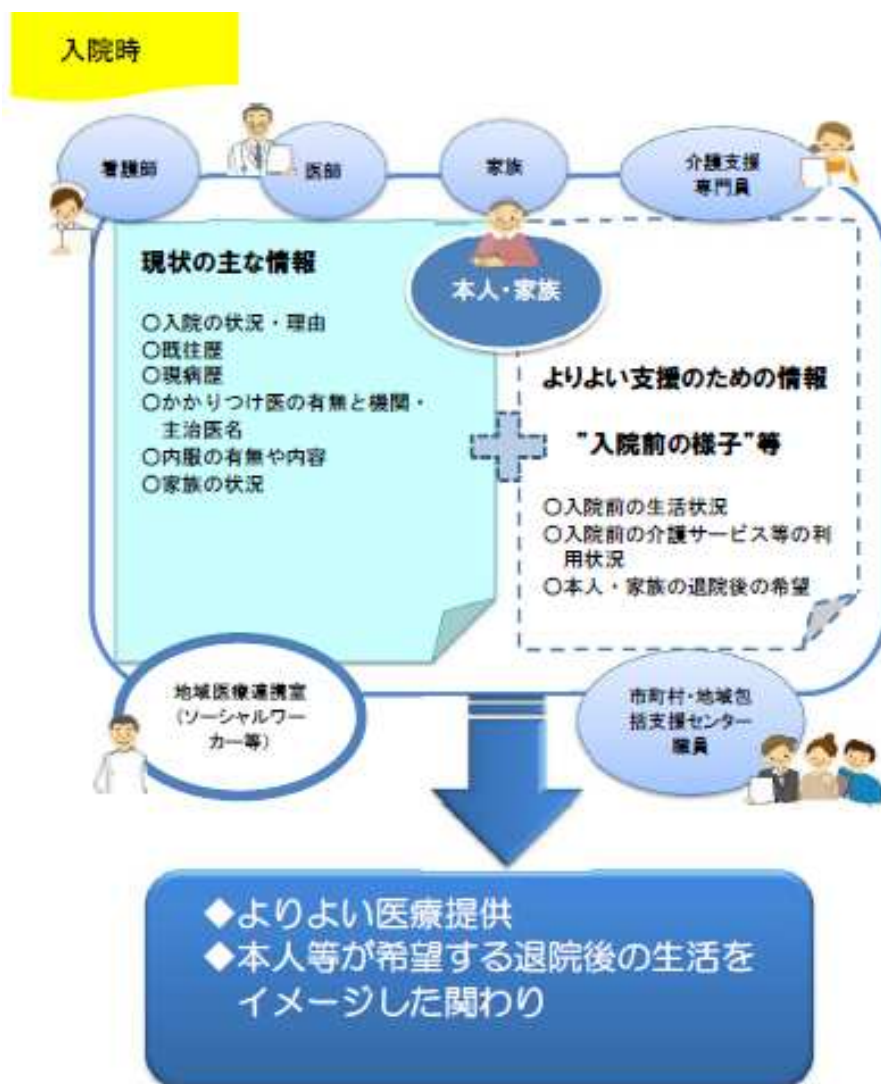 入院時
看護師
医師
家族
介護支援
専門員
本人・家族
現状の主な情報
○入院の状況・理由
○既往歴
○現病歴
○かかりつけ医の有無と機関・
主治医名
○内服の有無や内容
○家族の状況
よりよい支援のための情報
”入院前の様子”等
○入院前の生活状況
○入院前の介護サービス等の利
用状況
○本人・家族の退院後の希望
地域医療連携室
(ソーシャルワー
カー等)
市町村・地域包
括支援センター
職員
◆よりよい医療提供
◆本人等が希望する退院後の生活を
イメージした関わり